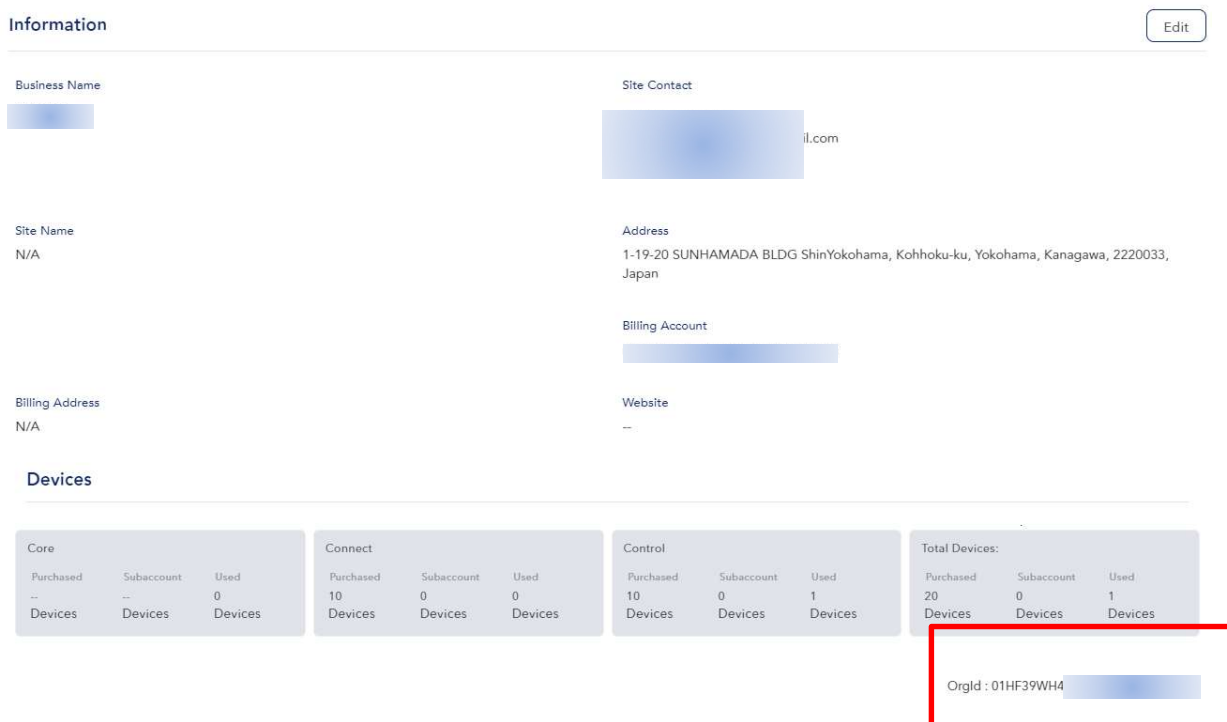 Information
Edit
Business Name
Site Contact
il.com
Site Name
N/A
Address
1-19-20 SUNHAMADA BLDG ShinYokohama, Kohhoku-ku, Yokohama, Kanagawa, 2220033,
Japan
Billing Account
Billing Address
N/A
Website
--
Devices
Core
Purchased Subaccount Used
-- -- 0
Devices Devices Devices
Connect
Purchased Subaccount Used
10 0 0
Devices Devices Devices
Control
Purchased Subaccount Used
10 0 1
Devices Devices Devices
Total Devices:
Purchased Subaccount Used
20 0 1
Devices Devices Devices
OrgId : 01HF39WH4